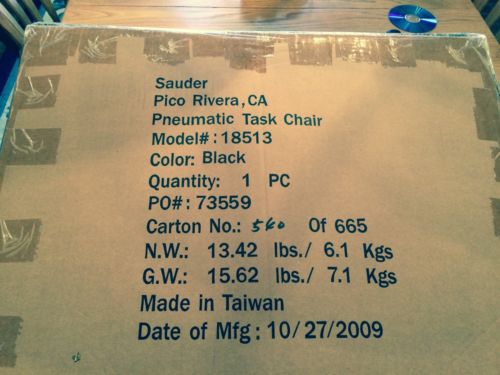 Sauder
Pico Rivera, CA
Pneumatic Task Chair
Model#: 18513
Color: Black
Quantity: 1 PC
PO#: 73559
Carton No.: 560 Of 665
N.W.: 13.42 lbs./ 6.1 Kgs
G.W.: 15.62 lbs./ 7.1 Kgs
Made in Taiwan
Date of Mfg: 10/27/2009